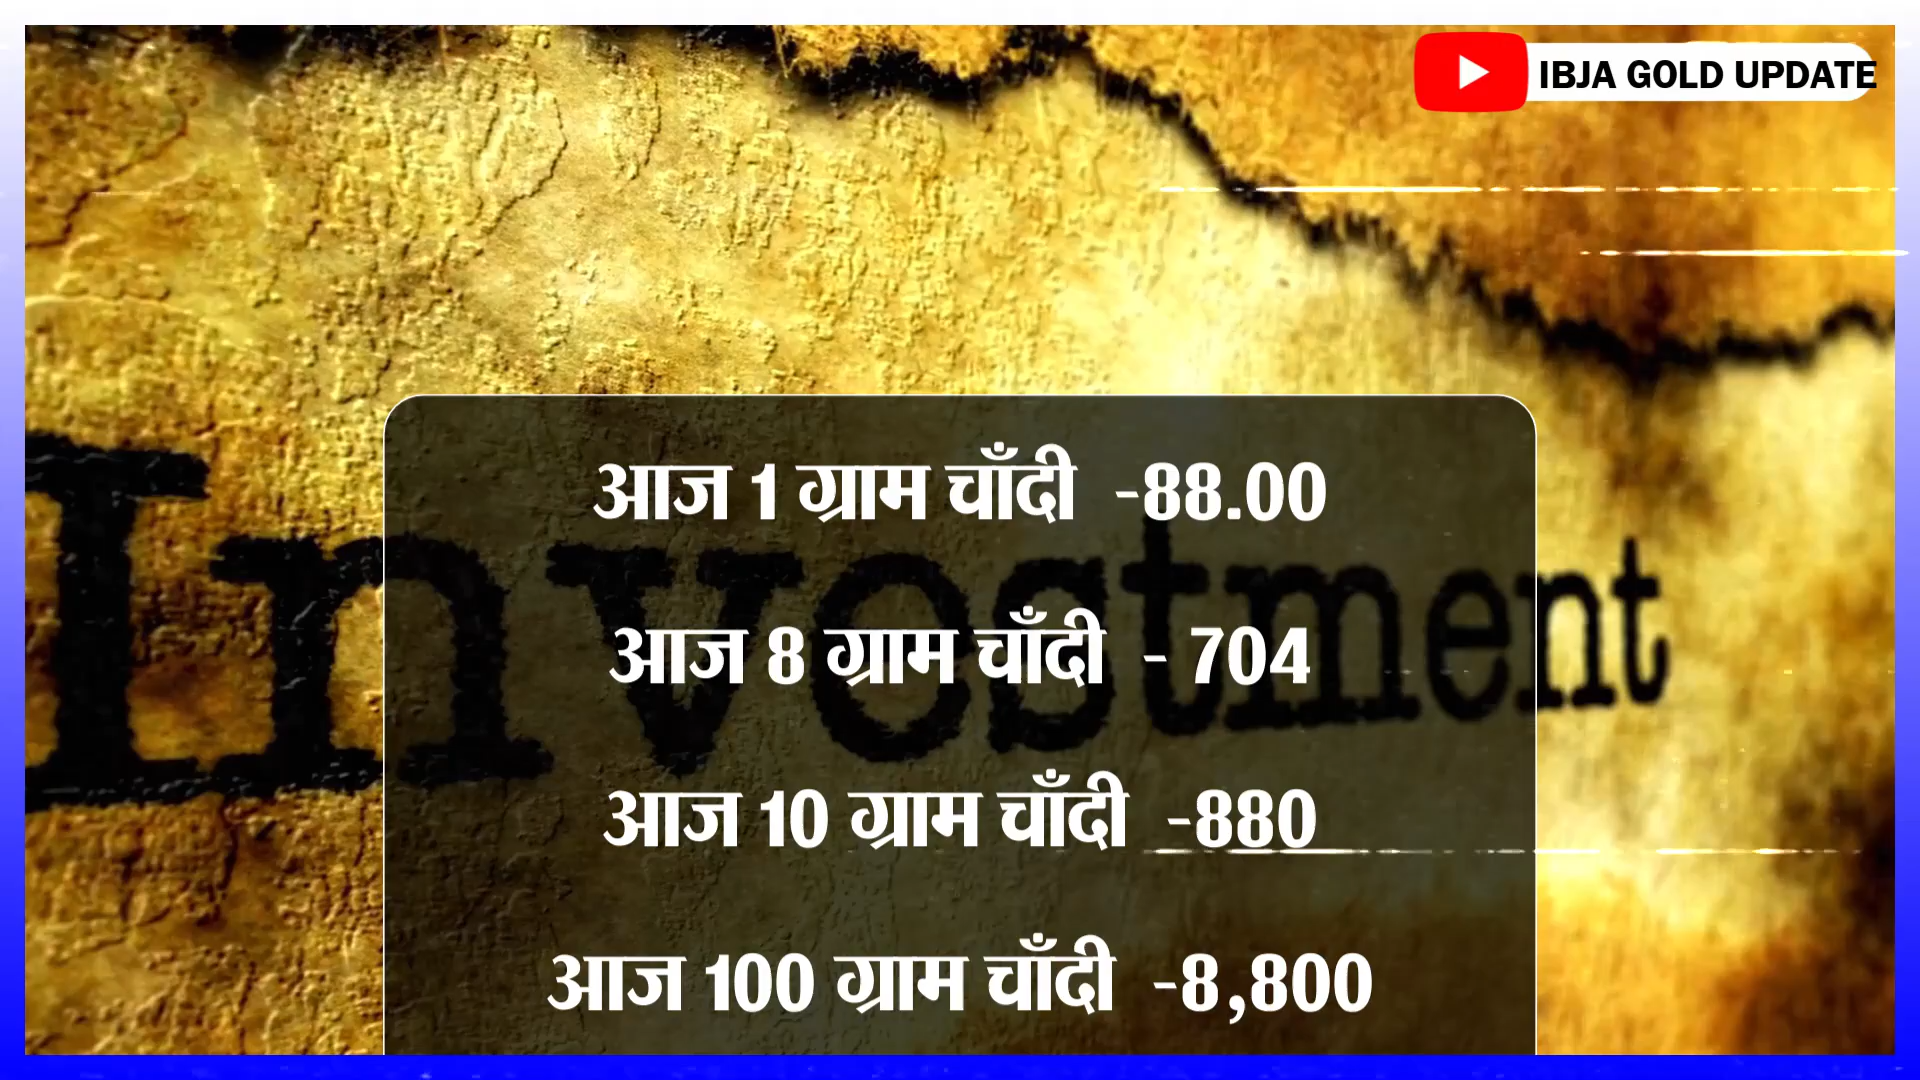 IBJA GOLD UPDATE
आज 1 ग्राम चाँदी -88.00
Investment
आज 8 ग्राम चाँदी - 704
आज 10 ग्राम चाँदी -880
आज 100 ग्राम चाँदी -8,800